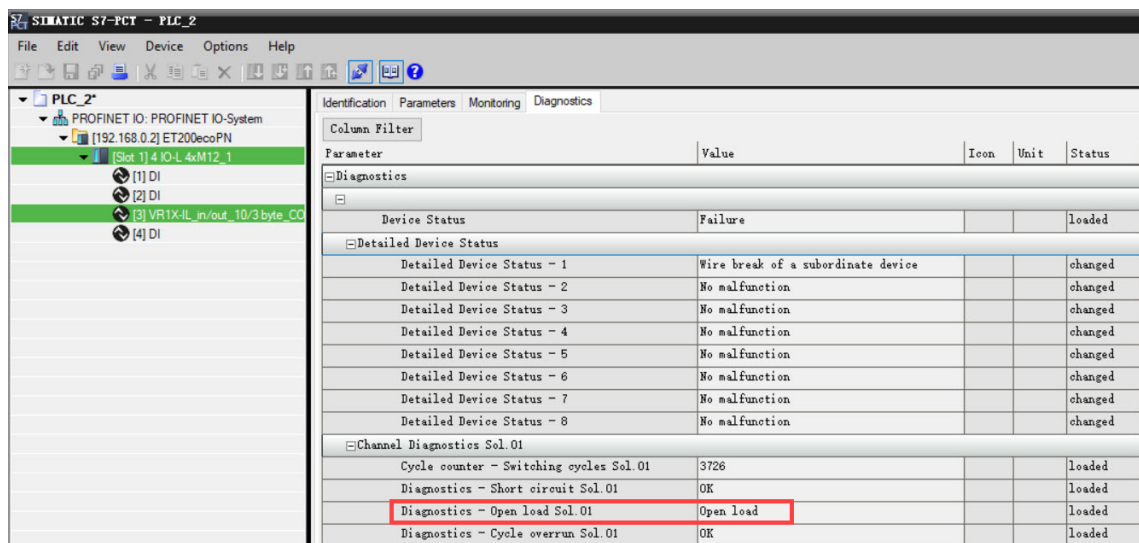 SIMATIC S7-PCT - PLC_2
File Edit View Device Options Help
PLC_2*
PROFINET IO: PROFINET IO-System
[192.168.0.2] ET200ecoPN
[Slot 1] 4 IO-L 4xM12_1
[1] DI
[2] DI
[3] VR1X-IL_in/out_10/3 byte_CO
[4] DI
Identification Parameters Monitoring Diagnostics
Column Filter
Parameter Value Icon Unit Status
Diagnostics
Device Status Failure loaded
Detailed Device Status
Detailed Device Status - 1 Wire break of a subordinate device changed
Detailed Device Status - 2 No malfunction changed
Detailed Device Status - 3 No malfunction changed
Detailed Device Status - 4 No malfunction changed
Detailed Device Status - 5 No malfunction changed
Detailed Device Status - 6 No malfunction changed
Detailed Device Status - 7 No malfunction changed
Detailed Device Status - 8 No malfunction changed
Channel Diagnostics Sol.01
Cycle counter - Switching cycles Sol.01 3726 loaded
Diagnostics - Short circuit Sol.01 OK loaded
Diagnostics - Open load Sol.01 Open load loaded
Diagnostics - Cycle overrun Sol.01 OK loaded